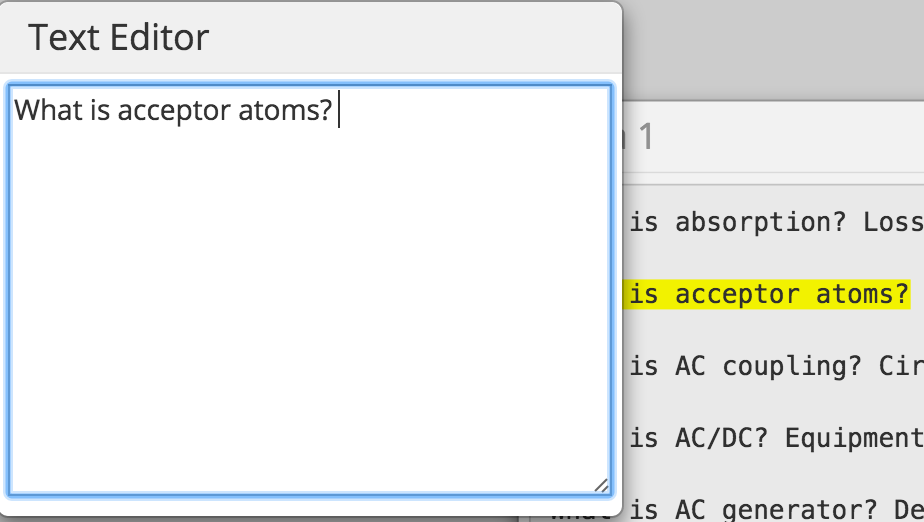 Text Editor
What is acceptor atoms?
1
is absorption? Loss
is acceptor atoms?
is AC coupling? Cir
is AC/DC? Equipment
is AC generator? De